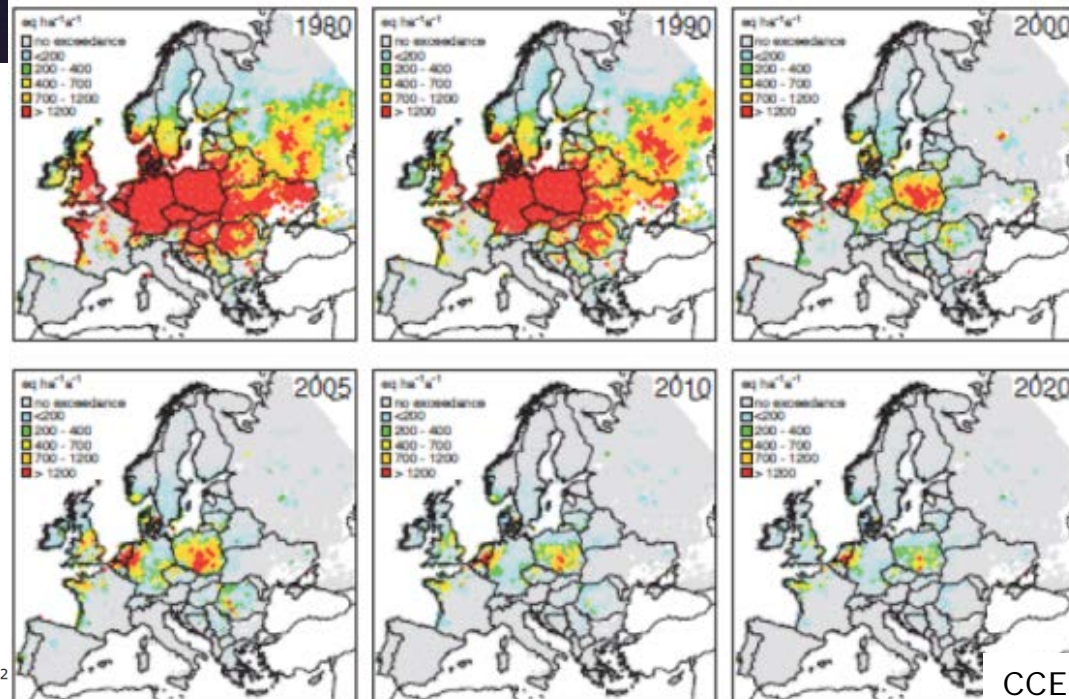 eq ha⁻¹a⁻¹
1980
no exceedance
<200
200 - 400
400 - 700
700 - 1200
> 1200
eq ha⁻¹a⁻¹
1990
no exceedance
<200
200 - 400
400 - 700
700 - 1200
> 1200
eq ha⁻¹a⁻¹
2000
no exceedance
<200
200 - 400
400 - 700
700 - 1200
> 1200
eq ha⁻¹a⁻¹
2005
no exceedance
<200
200 - 400
400 - 700
700 - 1200
> 1200
eq ha⁻¹a⁻¹
2010
no exceedance
<200
200 - 400
400 - 700
700 - 1200
> 1200
eq ha⁻¹a⁻¹
2020
no exceedance
<200
200 - 400
400 - 700
700 - 1200
> 1200
2
CCE